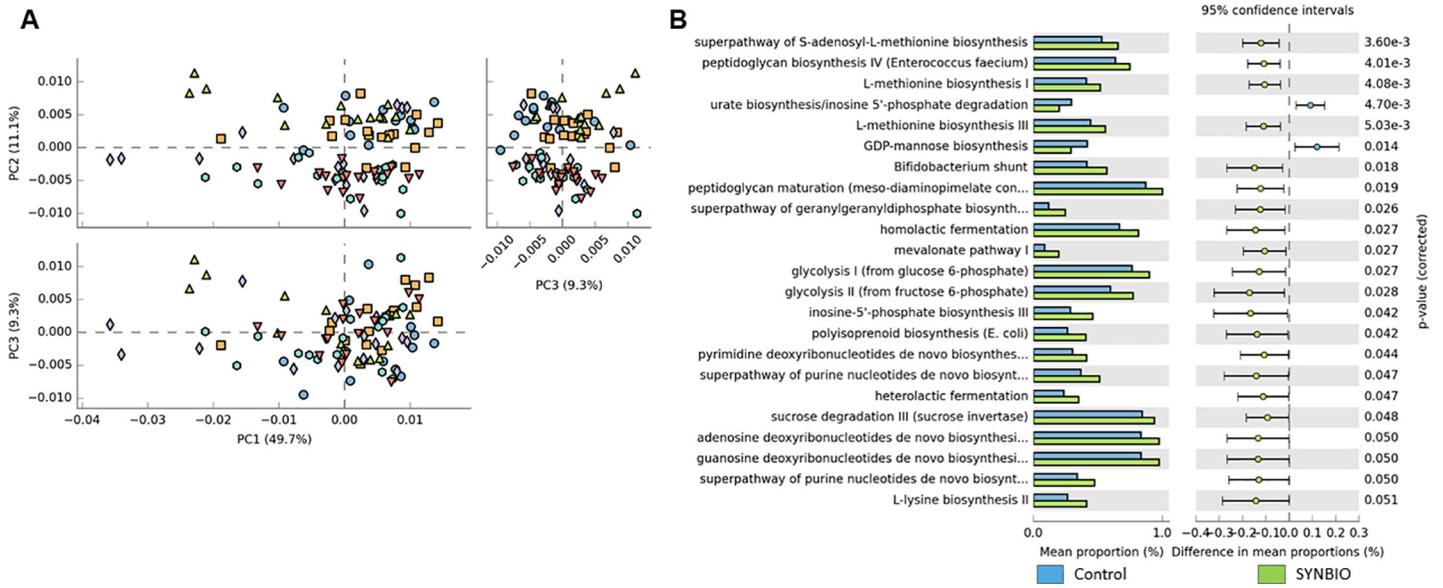 A
B
95% confidence intervals
0.010
0.005
0.000
−0.005
−0.010
PC2 (11.1%)
−0.010
−0.005
0.000
0.005
0.010
PC3 (9.3%)
0.010
0.005
0.000
−0.005
−0.010
PC3 (9.3%)
−0.04
−0.03
−0.02
−0.01
0.00
0.01
PC1 (49.7%)
superpathway of S-adenosyl-L-methionine biosynthesis 3.60e-3
peptidoglycan biosynthesis IV (Enterococcus faecium) 4.01e-3
L-methionine biosynthesis I 4.08e-3
urate biosynthesis/inosine 5'-phosphate degradation 4.70e-3
L-methionine biosynthesis III 5.03e-3
GDP-mannose biosynthesis 0.014
Bifidobacterium shunt 0.018
peptidoglycan maturation (meso-diaminopimelate con... 0.019
superpathway of geranylgeranyldiphosphate biosynth... 0.026
homolactic fermentation 0.027
mevalonate pathway I 0.027
glycolysis I (from glucose 6-phosphate) 0.027
glycolysis II (from fructose 6-phosphate) 0.028
inosine-5'-phosphate biosynthesis III 0.042
polyisoprenoid biosynthesis (E. coli) 0.042
pyrimidine deoxyribonucleotides de novo biosynthes... 0.044
superpathway of purine nucleotides de novo biosynt... 0.047
heterolactic fermentation 0.047
sucrose degradation III (sucrose invertase) 0.048
adenosine deoxyribonucleotides de novo biosynthesi... 0.050
guanosine deoxyribonucleotides de novo biosynthesi... 0.050
superpathway of purine nucleotides de novo biosynt... 0.050
L-lysine biosynthesis II 0.051
p-value (corrected)
0.0 1.0
−0.4−0.3−0.2−0.1 0.0 0.1 0.2 0.3
Mean proportion (%) Difference in mean proportions (%)
Control SYNBIO